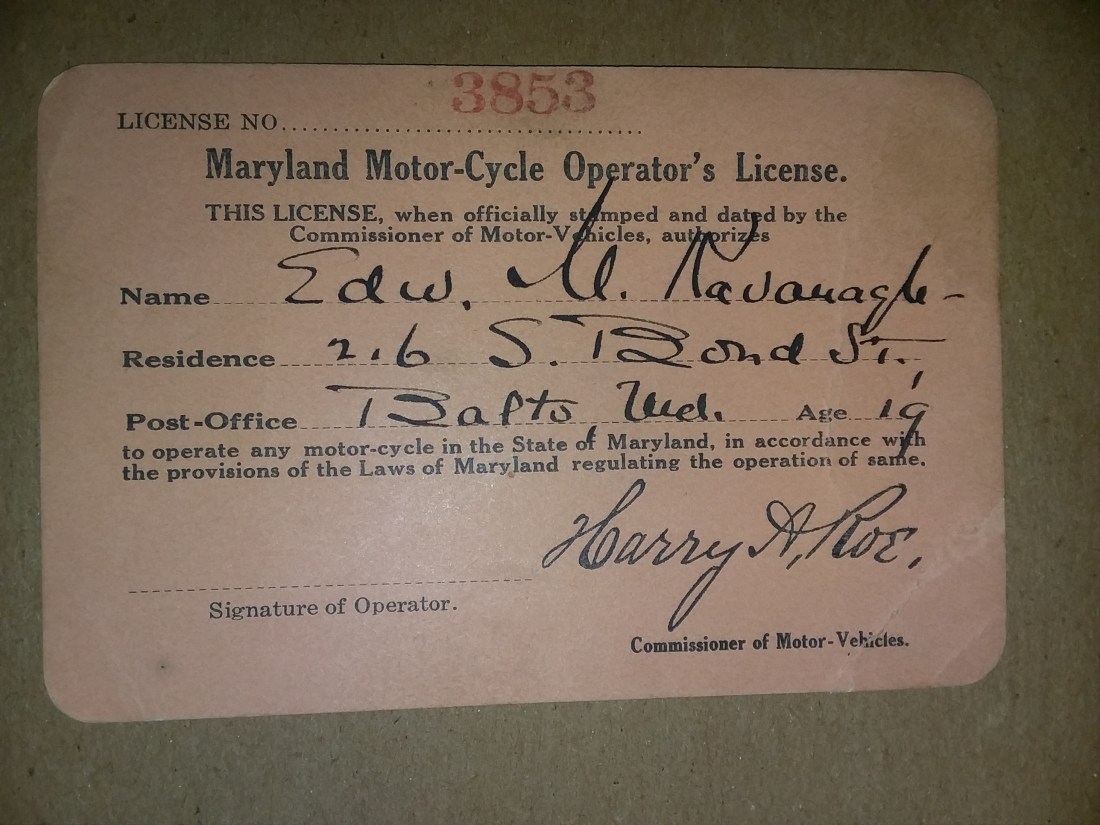 3853
LICENSE NO.....................................
Maryland Motor-Cycle Operator's License.
THIS LICENSE, when officially stamped and dated by the
Commissioner of Motor-Vehicles, authorizes
Name Edw. M. Kavanagh-
Residence 216 S. Bond St.,
Post-Office Balto, Md. Age 19
to operate any motor-cycle in the State of Maryland, in accordance with
the provisions of the Laws of Maryland regulating the operation of same.
Harry A. Roe.
Signature of Operator.
Commissioner of Motor-Vehicles.